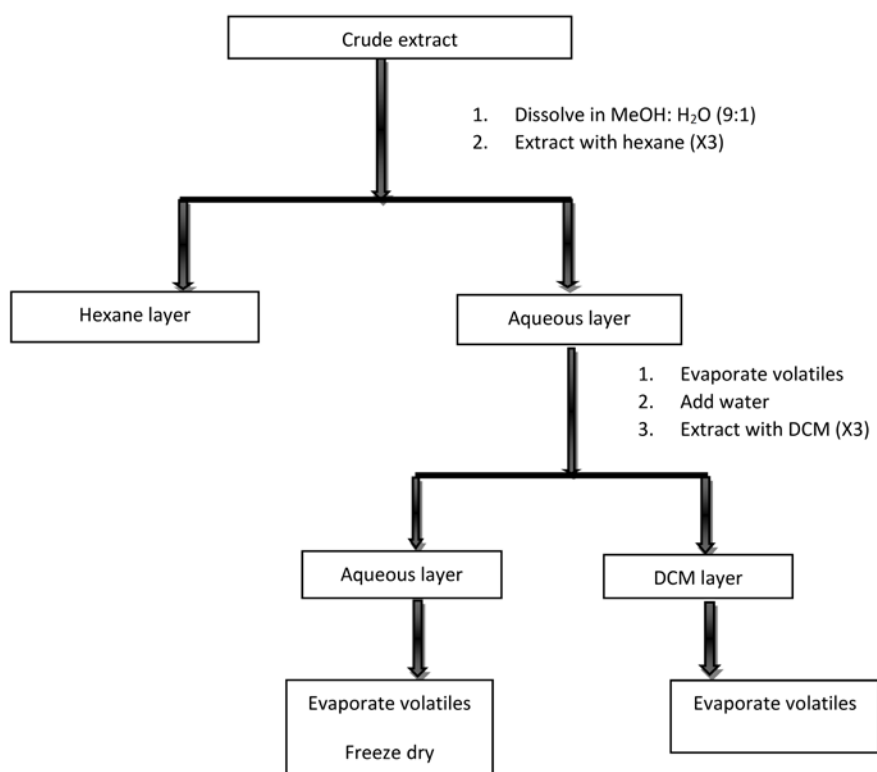 Crude extract
1. Dissolve in MeOH: H₂O (9:1)
2. Extract with hexane (X3)
Hexane layer
Aqueous layer
1. Evaporate volatiles
2. Add water
3. Extract with DCM (X3)
Aqueous layer
DCM layer
Evaporate volatiles
Freeze dry
Evaporate volatiles